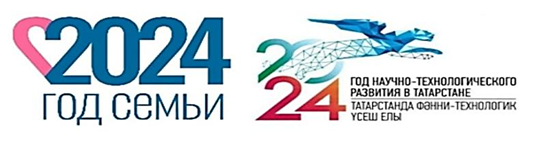 2024
ГОД СЕМЬИ
2024
ГОД НАУЧНО-ТЕХНОЛОГИЧЕСКОГО
РАЗВИТИЯ В ТАТАРСТАНЕ
ТАТАРСТАНДА ФӘННИ-ТЕХНОЛОГИК
ҮСЕШ ЕЛЫ